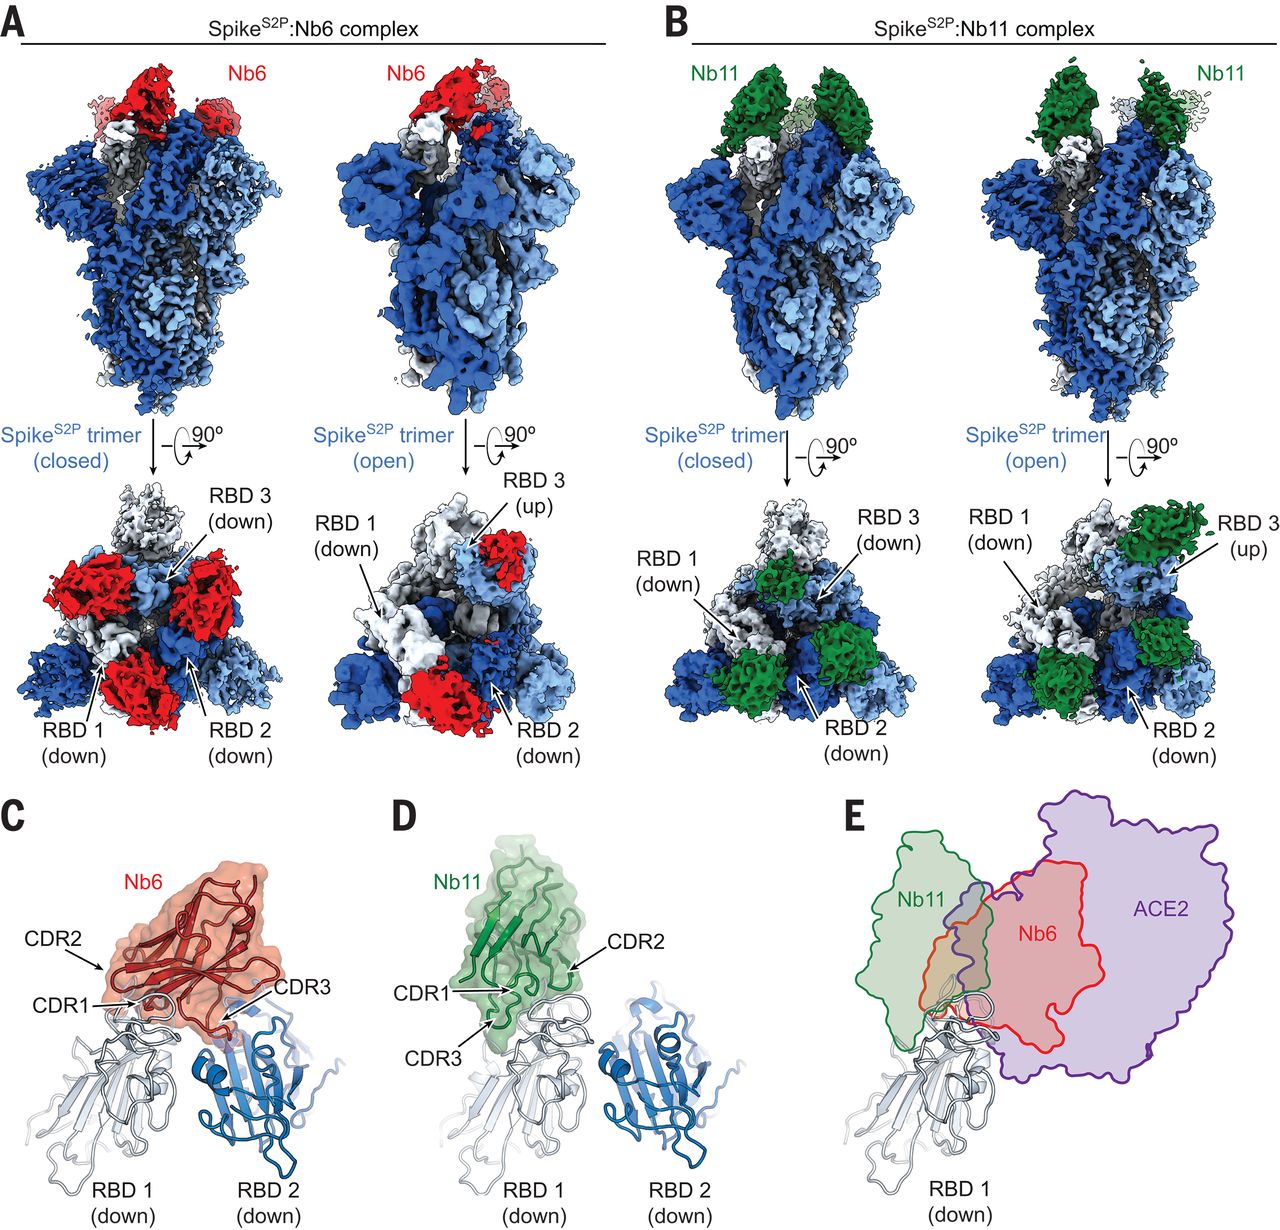 A
Spike^S2P:Nb6 complex
Nb6
Nb6
Spike^S2P trimer
(closed)
90º
Spike^S2P trimer
(open)
90º
RBD 3
(down)
RBD 1
(down)
RBD 2
(down)
RBD 3
(up)
RBD 1
(down)
RBD 2
(down)
B
Spike^S2P:Nb11 complex
Nb11
Nb11
Spike^S2P trimer
(closed)
90º
Spike^S2P trimer
(open)
90º
RBD 3
(down)
RBD 1
(down)
RBD 2
(down)
RBD 1
(down)
RBD 3
(up)
RBD 2
(down)
C
Nb6
CDR2
CDR1
CDR3
RBD 1
(down)
RBD 2
(down)
D
Nb11
CDR2
CDR1
CDR3
RBD 1
(down)
RBD 2
(down)
E
Nb11
Nb6
ACE2
RBD 1
(down)